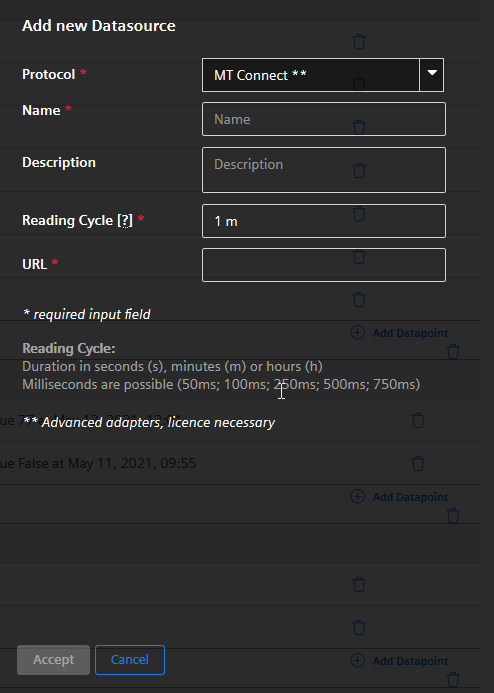 Add new Datasource
Protocol * MT Connect **
Name * Name
Description Description
Reading Cycle [?] * 1 m
URL *
* required input field
Add Datapoint
Reading Cycle:
Duration in seconds (s), minutes (m) or hours (h)
Milliseconds are possible (50ms; 100ms; 250ms; 500ms; 750ms)
** Advanced adapters, licence necessary
ue False at May 11, 2021, 09:55
Add Datapoint
Accept Cancel
Add Datapoint